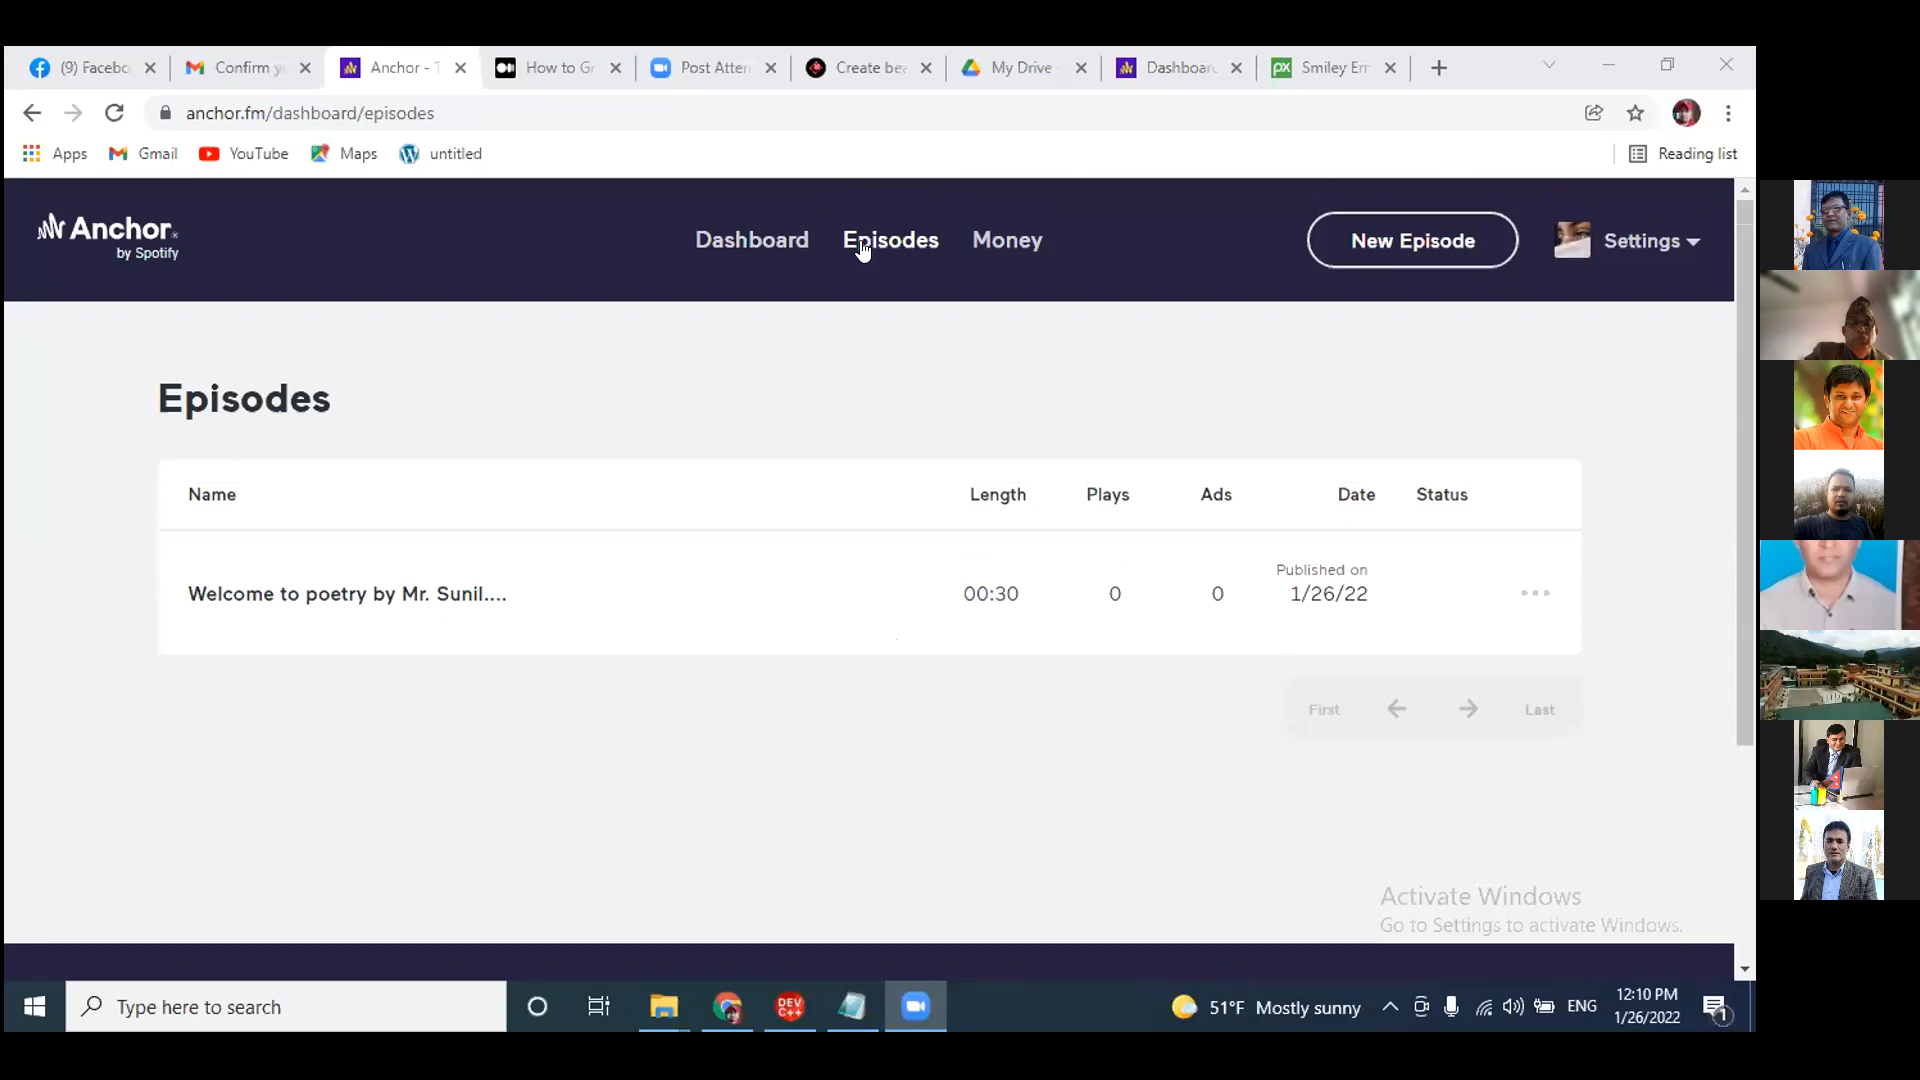 (9) Facebo
Confirm y
Anchor - T
How to Gr
Post Atten
Create bea
My Drive -
Dashboar
Smiley Em
anchor.fm/dashboard/episodes
Apps
Gmail
YouTube
Maps
untitled
Reading list
Anchor
by Spotify
Dashboard
Episodes
Money
New Episode
Settings
Episodes
Name
Length
Plays
Ads
Date
Status
Welcome to poetry by Mr. Sunil....
00:30
0
0
Published on
1/26/22
First
Last
Activate Windows
Go to Settings to activate Windows.
Type here to search
DEV
C++
51°F Mostly sunny
ENG
12:10 PM
1/26/2022
1